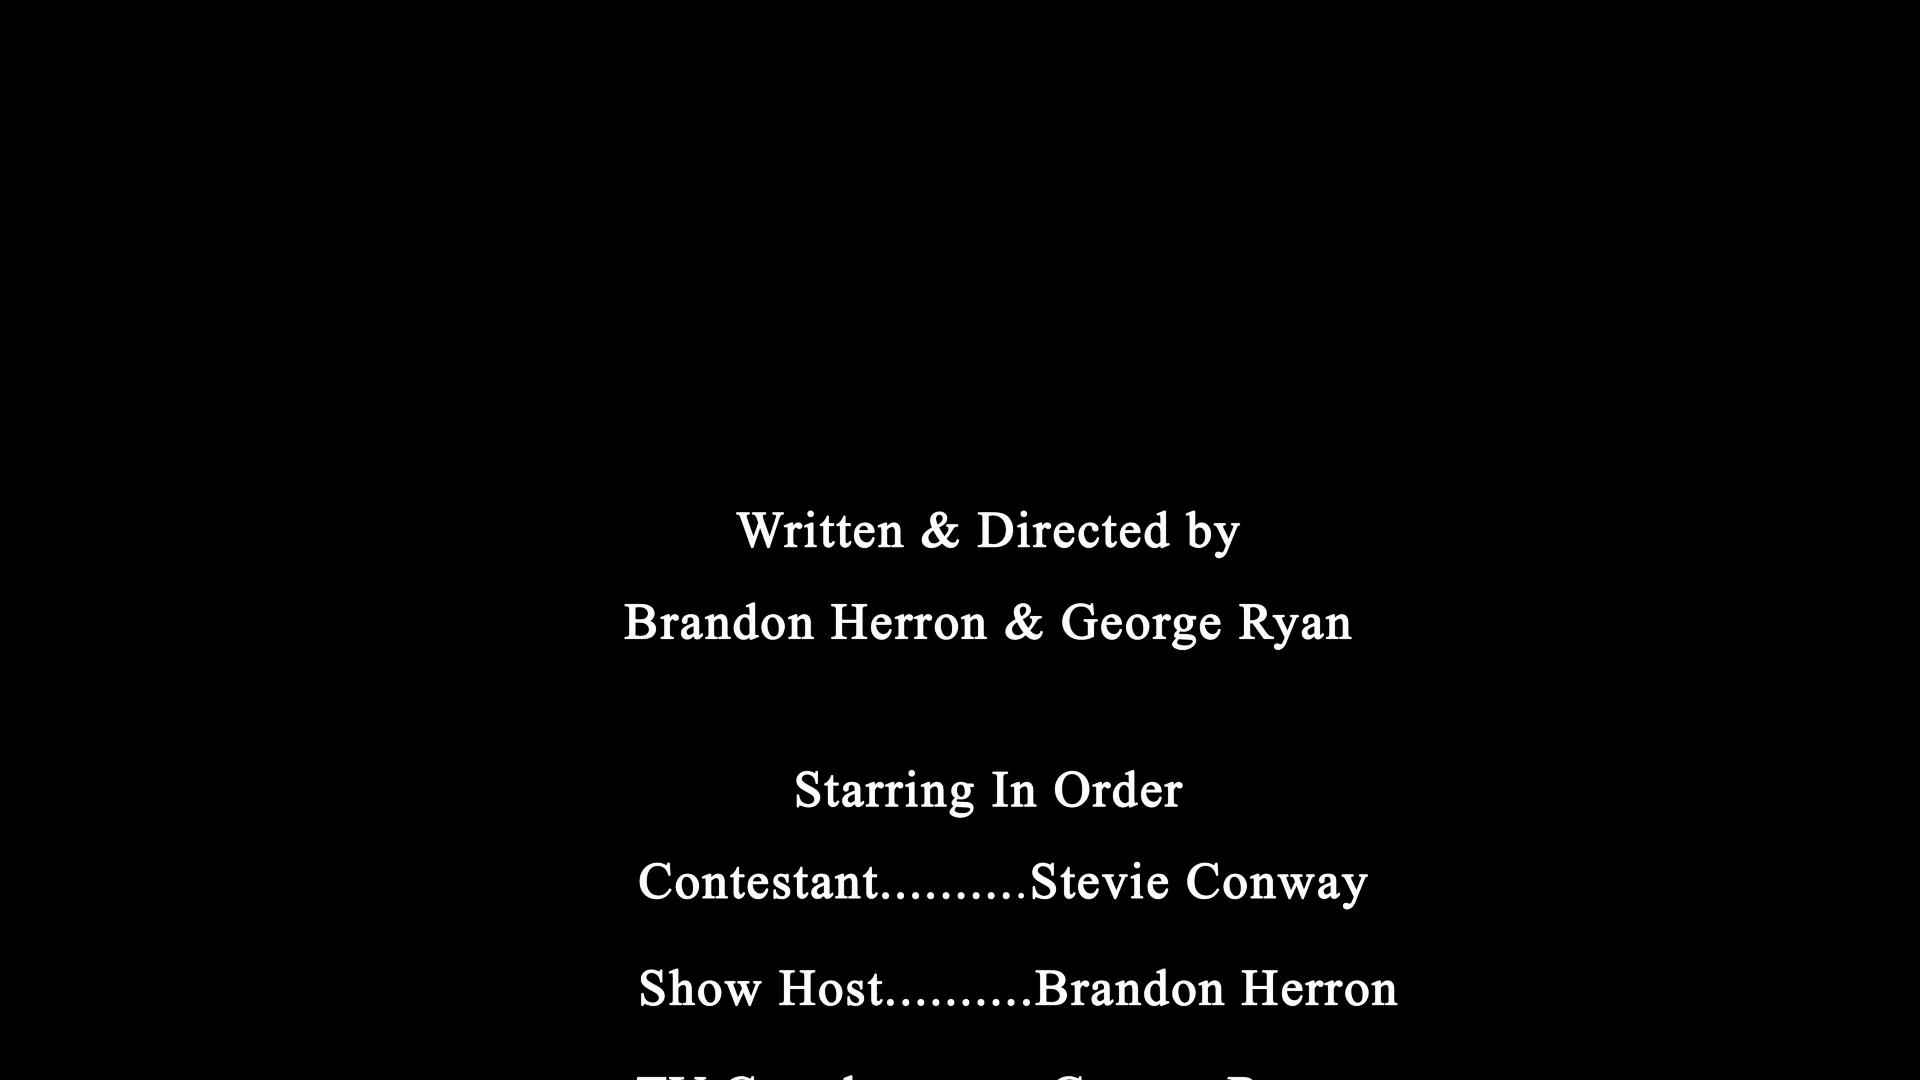 Written & Directed by
Brandon Herron & George Ryan
Starring In Order
Contestant..........Stevie Conway
Show Host..........Brandon Herron